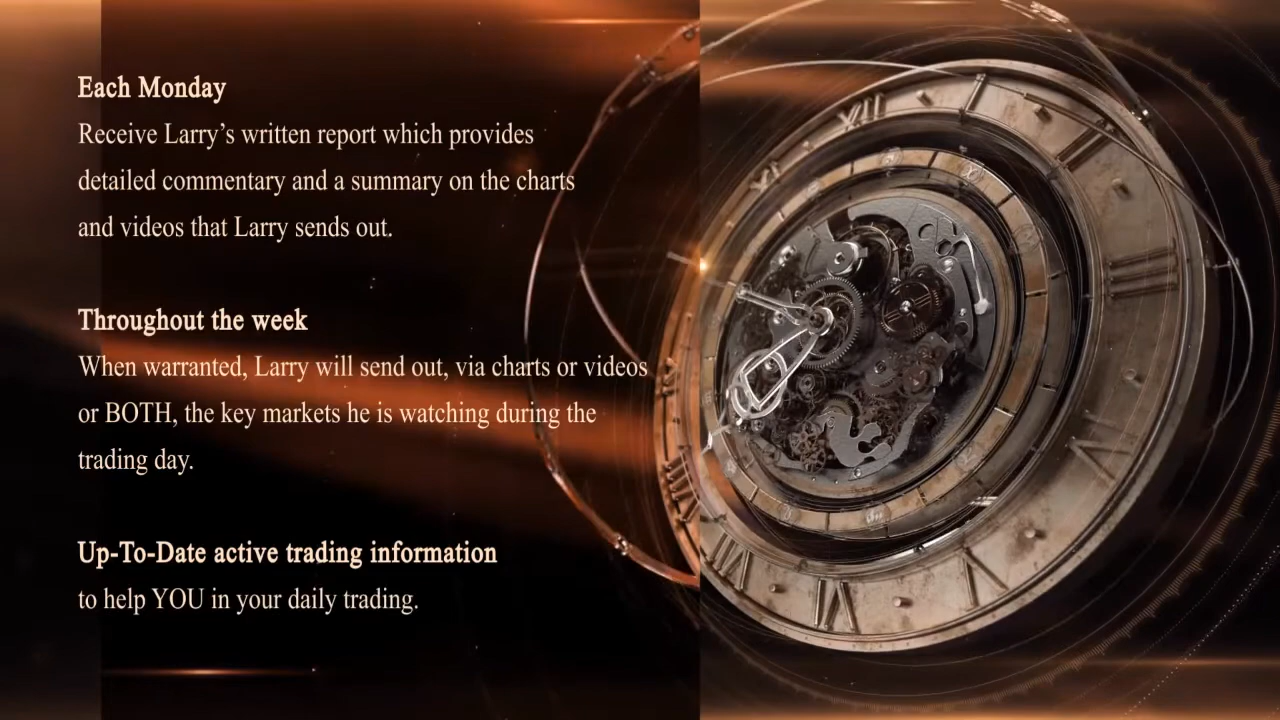 Each Monday
Receive Larry’s written report which provides
detailed commentary and a summary on the charts
and videos that Larry sends out.
Throughout the week
When warranted, Larry will send out, via charts or videos
or BOTH, the key markets he is watching during the
trading day.
Up-To-Date active trading information
to help YOU in your daily trading.